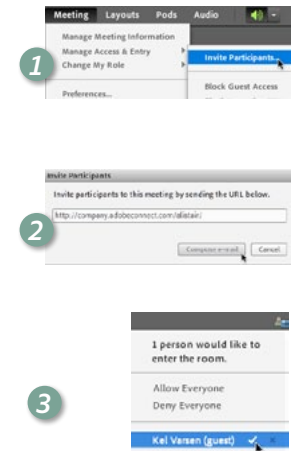 Meeting Layouts Pods Audio
Manage Meeting Information
Manage Access & Entry
Invite Participants...
Change My Role
Block Guest Access
Preferences...
1
Invite Participants
Invite participants to this meeting by sending the URL below.
http://company.adobeconnect.com/alistair/
2
Compose e-mail Cancel
1 person would like to
enter the room.
Allow Everyone
Deny Everyone
3
Kel Varsen (guest)